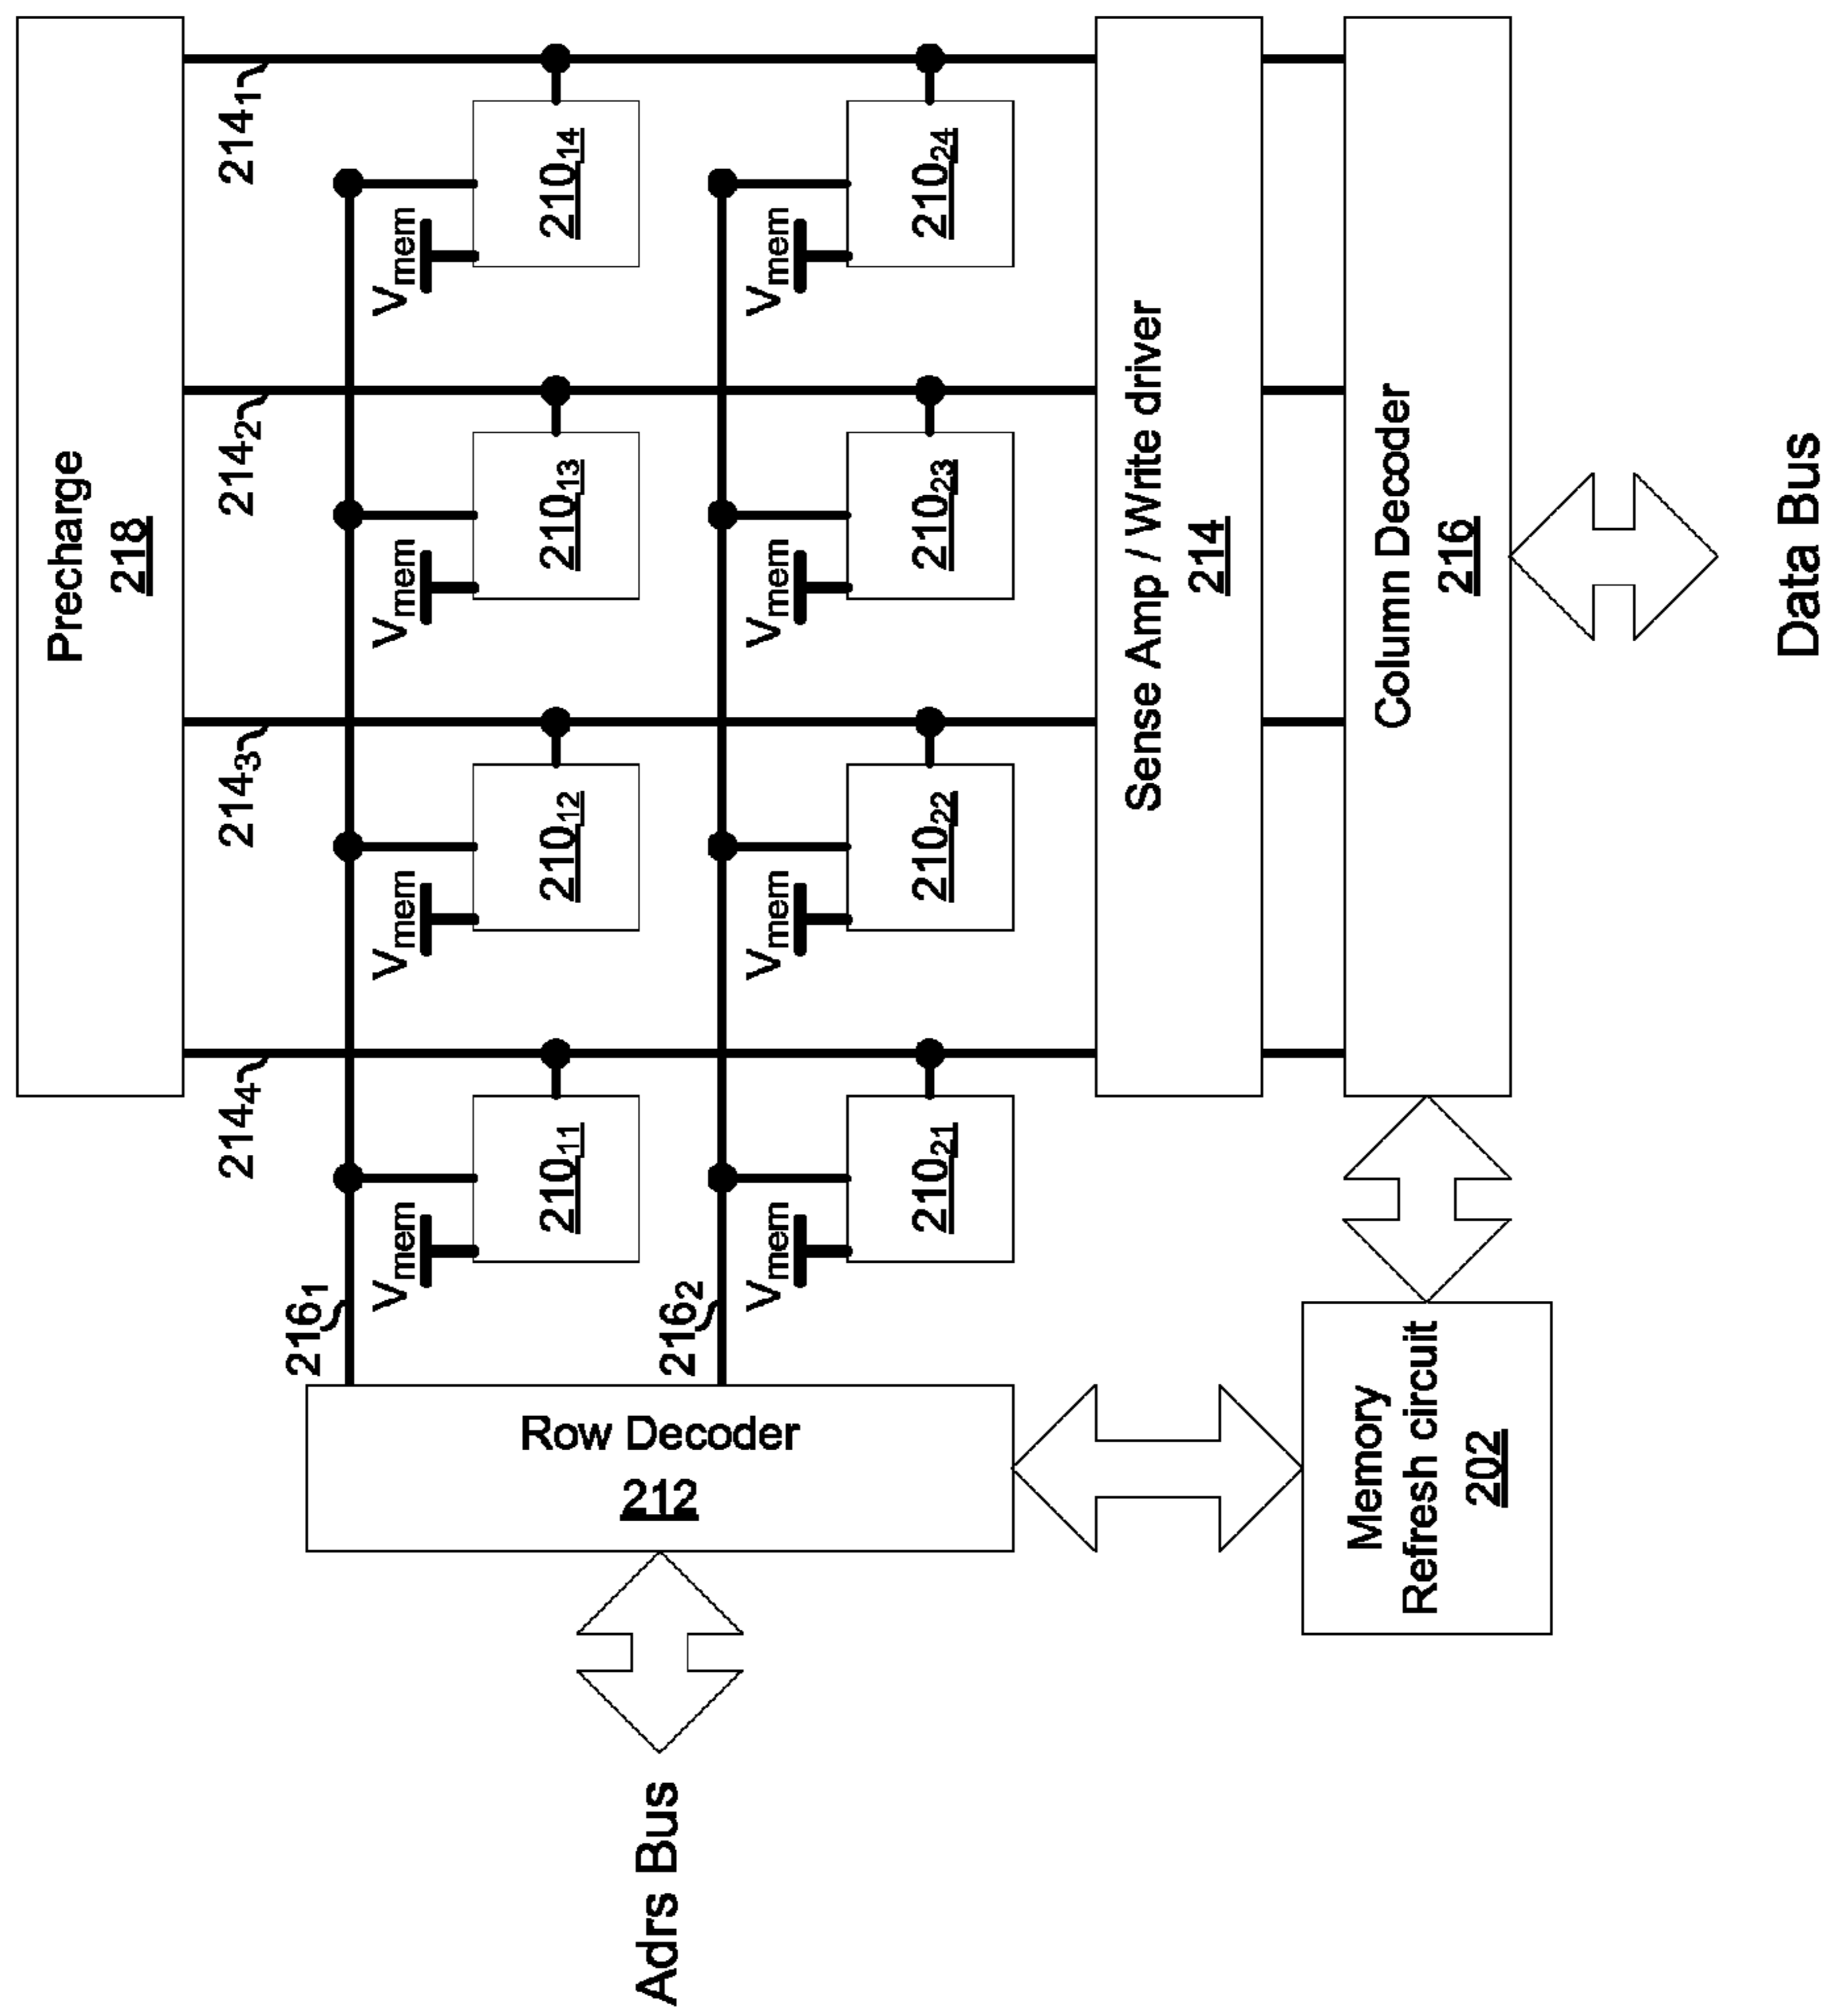 Precharge
218
214₄
214₃
214₂
214₁
216₁
Vmem
Vmem
Vmem
Vmem
210₁₁
210₁₂
210₁₃
210₁₄
216₂
Vmem
Vmem
Vmem
Vmem
210₂₁
210₂₂
210₂₃
210₂₄
Row Decoder
212
Adrs Bus
Sense Amp / Write driver
214
Column Decoder
216
Memory
Refresh circuit
202
Data Bus